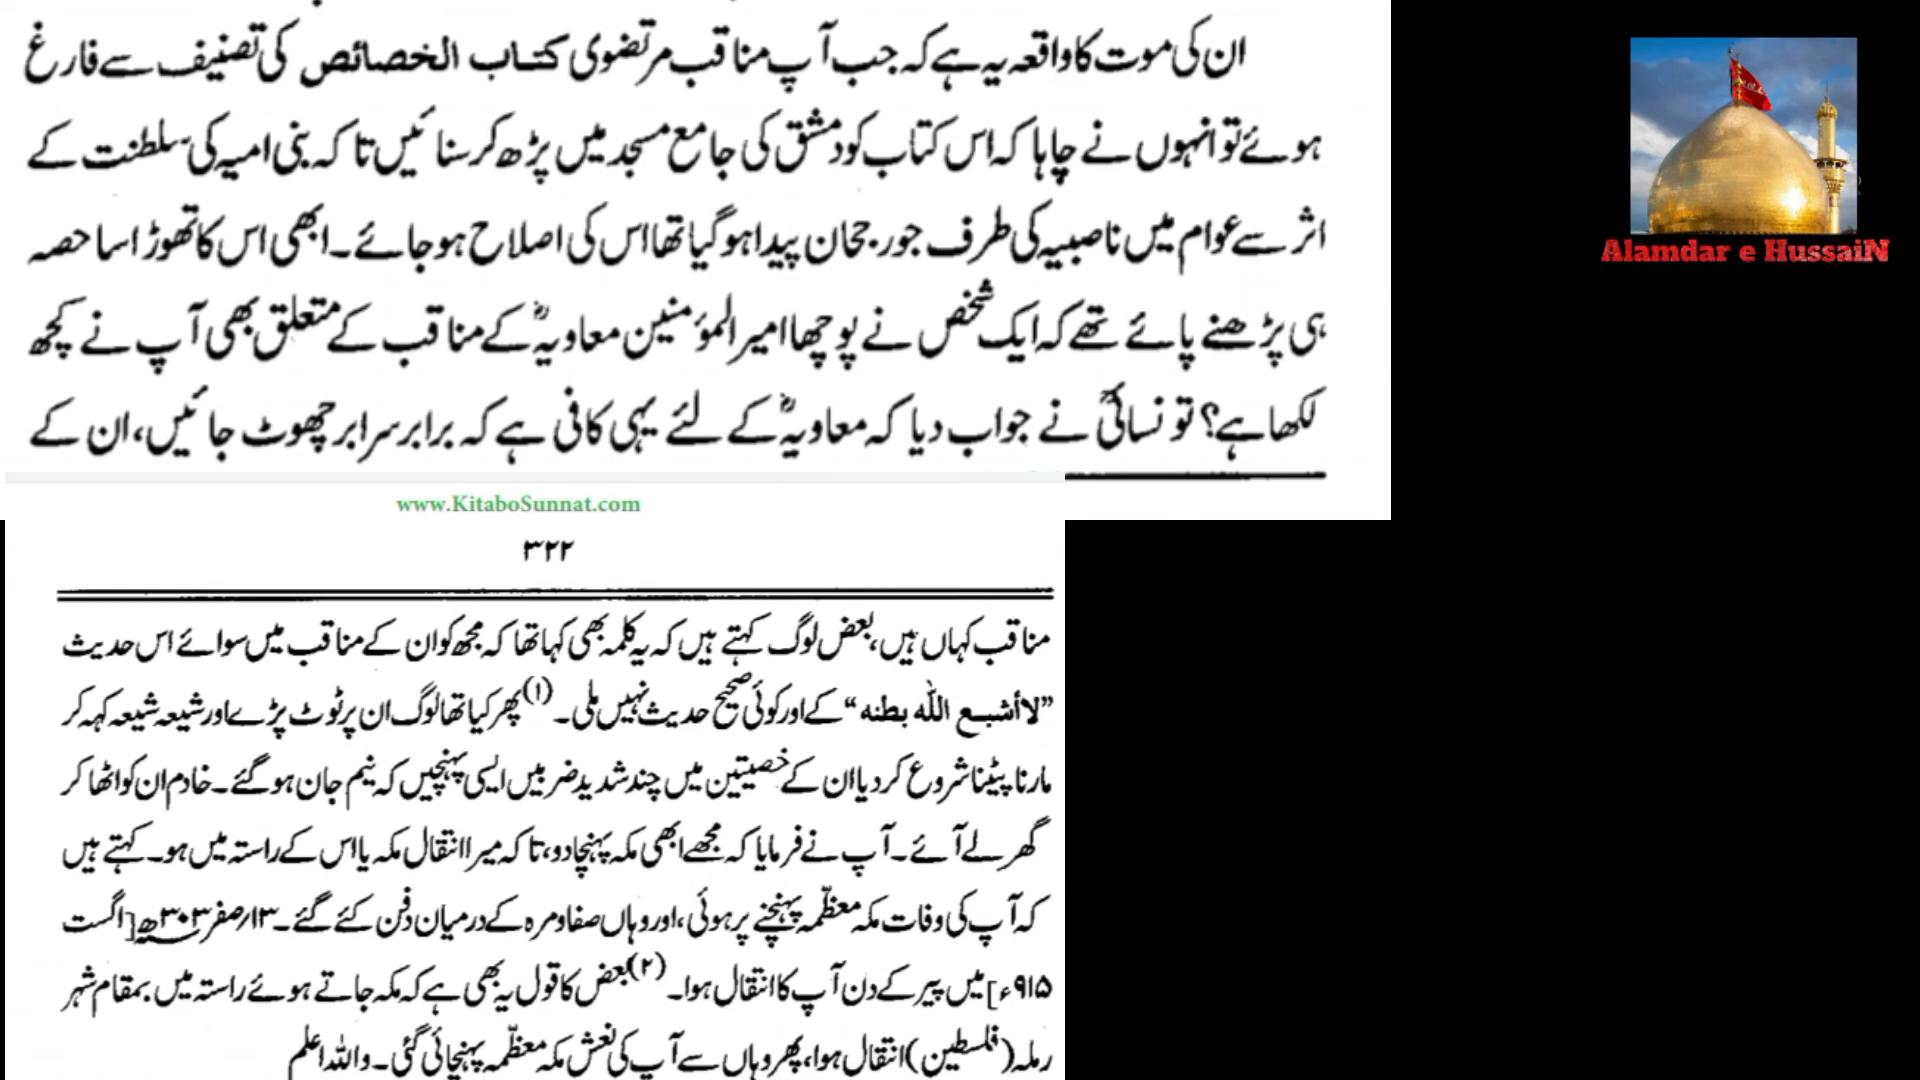 ان کی موت کا واقعہ یہ ہے کہ جب آپ مناقب مرتضوی کتاب الخصائص کی تصنیف سے فارغ
ہوئے تو انہوں نے چاہا کہ اس کتاب کو دمشق کی جامع مسجد میں پڑھ کر سنائیں تا کہ بنی امیہ کی سلطنت کے
اثر سے عوام میں ناصبیہ کی طرف جو رجحان پیدا ہو گیا تھا اس کی اصلاح ہو جائے۔ ابھی اس کا تھوڑا سا حصہ
ہی پڑھنے پائے تھے کہ ایک شخص نے پوچھا امیر المؤمنین معاویہؓ کے مناقب کے متعلق بھی آپ نے کچھ
لکھا ہے؟ تو نسائیؒ نے جواب دیا کہ معاویہؓ کے لئے یہی کافی ہے کہ برابر سرابر چھوٹ جائیں، ان کے
www.KitaboSunnat.com
۳۲۲
مناقب کہاں ہیں، بعض لوگ کہتے ہیں کہ یہ کلمہ بھی کہا تھا کہ مجھ کو ان کے مناقب میں سوائے اس حدیث
”لا أشبع اللہ بطنه“ کے اور کوئی صحیح حدیث نہیں ملی۔(۱) پھر کیا تھا لوگ ان پر ٹوٹ پڑے اور شیعہ شیعہ کہہ کر
مارنا پیٹنا شروع کر دیا ان کے خصیتین میں چند شدید ضربیں ایسی پہنچیں کہ نیم جان ہو گئے۔ خادم ان کو اٹھا کر
گھر لے آئے۔ آپ نے فرمایا کہ مجھے ابھی مکہ پہنچا دو، تا کہ میرا انتقال مکہ یا اس کے راستہ میں ہو۔ کہتے ہیں
کہ آپ کی وفات مکہ معظّمہ پہنچنے پر ہوئی، اور وہاں صفا و مرہ کے درمیان دفن کئے گئے۔ ۱۳/صفر ۳۰۳ھ [اگست
۹۱۵ء] میں پیر کے دن آپ کا انتقال ہوا۔(۲) بعض کا قول یہ بھی ہے کہ مکہ جاتے ہوئے راستہ میں بمقام شہر
رملہ (فلسطین) انتقال ہوا، پھر وہاں سے آپ کی نعش مکہ معظّمہ پہنچائی گئی۔ واللہ اعلم
Alamdar e HussaiN